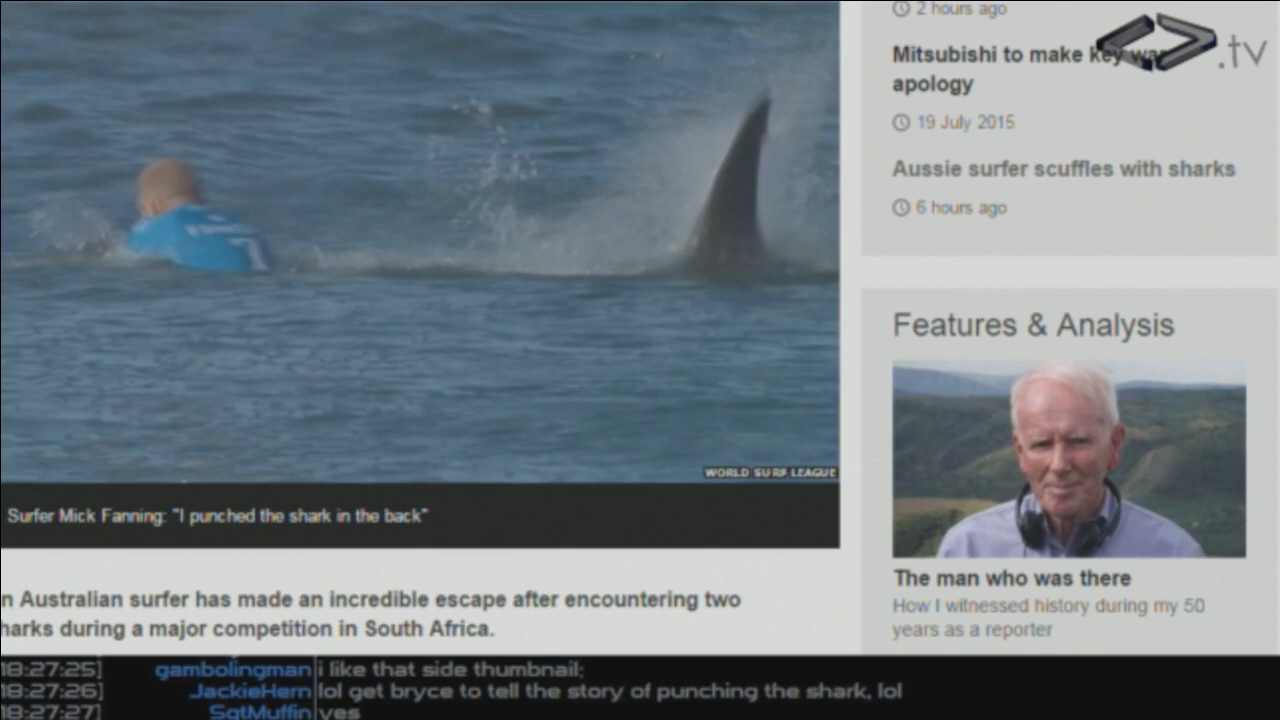 2 hours ago
Mitsubishi to make key war
apology
19 July 2015
Aussie surfer scuffles with sharks
6 hours ago
.tv
WORLD SURF LEAGUE
Surfer Mick Fanning: "I punched the shark in the back"
n Australian surfer has made an incredible escape after encountering two
harks during a major competition in South Africa.
Features & Analysis
The man who was there
How I witnessed history during my 50
years as a reporter
18:27:25] gambolingman i like that side thumbnail;
18:27:26] JackieHern lol get bryce to tell the story of punching the shark, lol
18:27:27] SgtMuffin yes